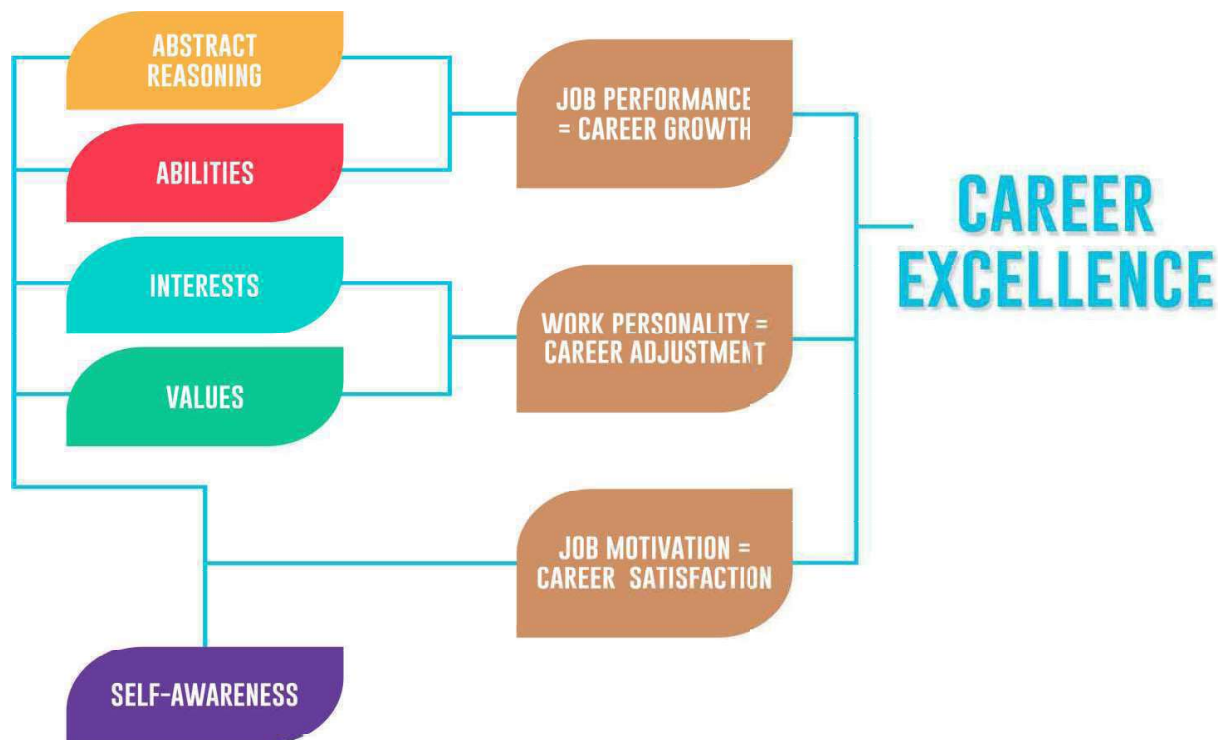 ABSTRACT
REASONING
ABILITIES
INTERESTS
VALUES
SELF-AWARENESS
JOB PERFORMANCE
= CAREER GROWTH
WORK PERSONALITY =
CAREER ADJUSTMENT
JOB MOTIVATION =
CAREER SATISFACTION
CAREER
EXCELLENCE